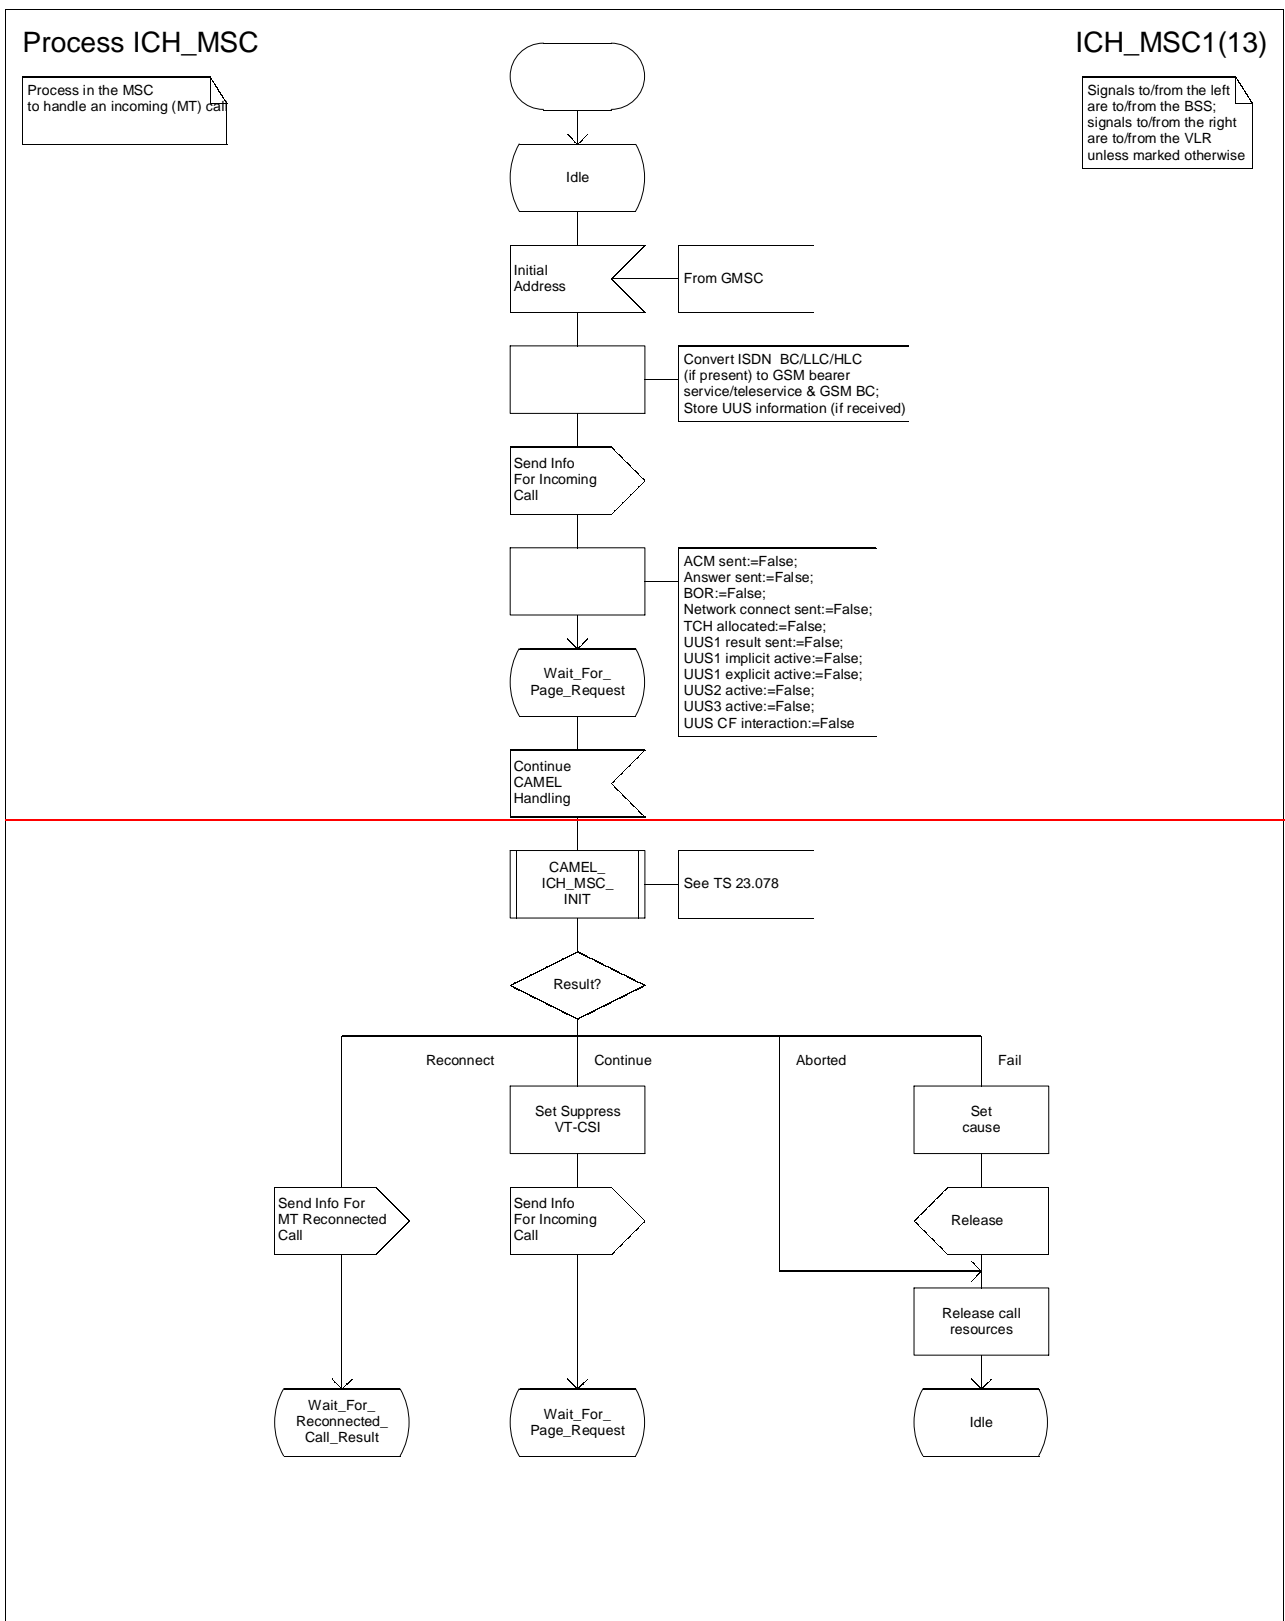 Process ICH_MSC
ICH_MSC1(13)
Process in the MSC
to handle an incoming (MT) call
Signals to/from the left
are to/from the BSS;
signals to/from the right
are to/from the VLR
unless marked otherwise
Idle
Initial
Address
From GMSC
Convert ISDN BC/LLC/HLC
(if present) to GSM bearer
service/teleservice & GSM BC;
Store UUS information (if received)
Send Info
For Incoming
Call
ACM sent:=False;
Answer sent:=False;
BOR:=False;
Network connect sent:=False;
TCH allocated:=False;
UUS1 result sent:=False;
UUS1 implicit active:=False;
UUS1 explicit active:=False;
UUS2 active:=False;
UUS3 active:=False;
UUS CF interaction:=False
Wait_For_
Page_Request
Continue
CAMEL
Handling
CAMEL_
ICH_MSC_
INIT
See TS 23.078
Result?
Reconnect
Continue
Aborted
Fail
Set Suppress
VT-CSI
Set
cause
Send Info For
MT Reconnected
Call
Send Info
For Incoming
Call
Release
Release call
resources
Wait_For_
Reconnected_
Call_Result
Wait_For_
Page_Request
Idle